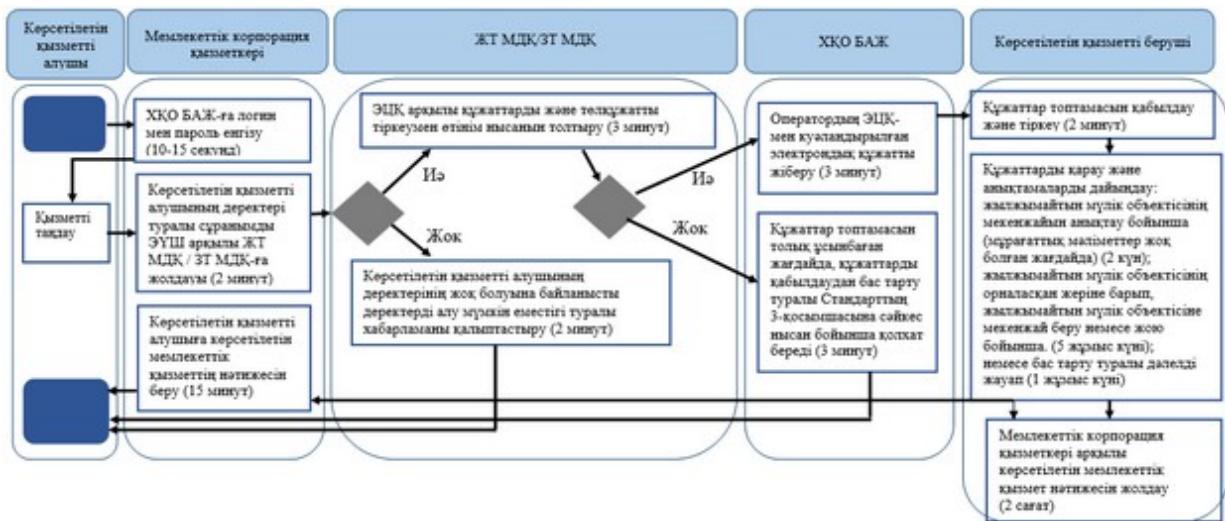 Көрсетілетін
қызметті
алушы
Мемлекеттік корпорация
қызметкері
ЖТ МДҚ/ЗТ МДҚ
ХҚО БАЖ
Көрсетілетін қызметті беруші
ХҚО БАЖ-ға логин
мен пароль енгізу
(10-15 секунд)
Қызметті
таңдау
Көрсетілетін қызметті
алушының деректері
туралы сұранымды
ЭҮШ арқылы ЖТ
МДҚ / ЗТ МДҚ-ға
жолдауы (2 минут)
Көрсетілетін қызметті
алушыға көрсетілетін
мемлекеттік
қызметтің нәтижесін
беру (15 минут)
ЭЦҚ арқылы құжаттарды және төлқұжатты
тіркеумен өтінім нысанын толтыру (3 минут)
Иә
Жоқ
Көрсетілетін қызметті алушының
деректерінің жоқ болуына байланысты
деректерді алу мүмкін еместігі туралы
хабарламаны қалыптастыру (2 минут)
Иә
Жоқ
Оператордың ЭЦҚ-
мен куәландырылған
электрондық құжатты
жіберу (3 минут)
Құжаттар топтамасын
толық ұсынбаған
жағдайда, құжаттарды
қабылдаудан бас тарту
туралы Стандарттың
3-қосымшасына сәйкес
нысан бойынша қолхат
береді (3 минут)
Құжаттар топтамасын қабылдау
және тіркеу (2 минут)
Құжаттарды қарау және
анықтамаларды дайындау:
жылжымайтын мүлік объектісінің
мекенжайын анықтау бойынша
(мұрағаттық мәліметтер жоқ
болған жағдайда) (2 күн);
жылжымайтын мүлік объектісінің
орналасқан жеріне барып,
жылжымайтын мүлік объектісіне
мекенжай беру немесе жою
бойынша. (5 жұмыс күні);
немесе бас тарту туралы дәлелді
жауап (1 жұмыс күні)
Мемлекеттік корпорация
қызметкері арқылы
көрсетілетін мемлекеттік
қызмет нәтижесін жолдау
(2 сағат)